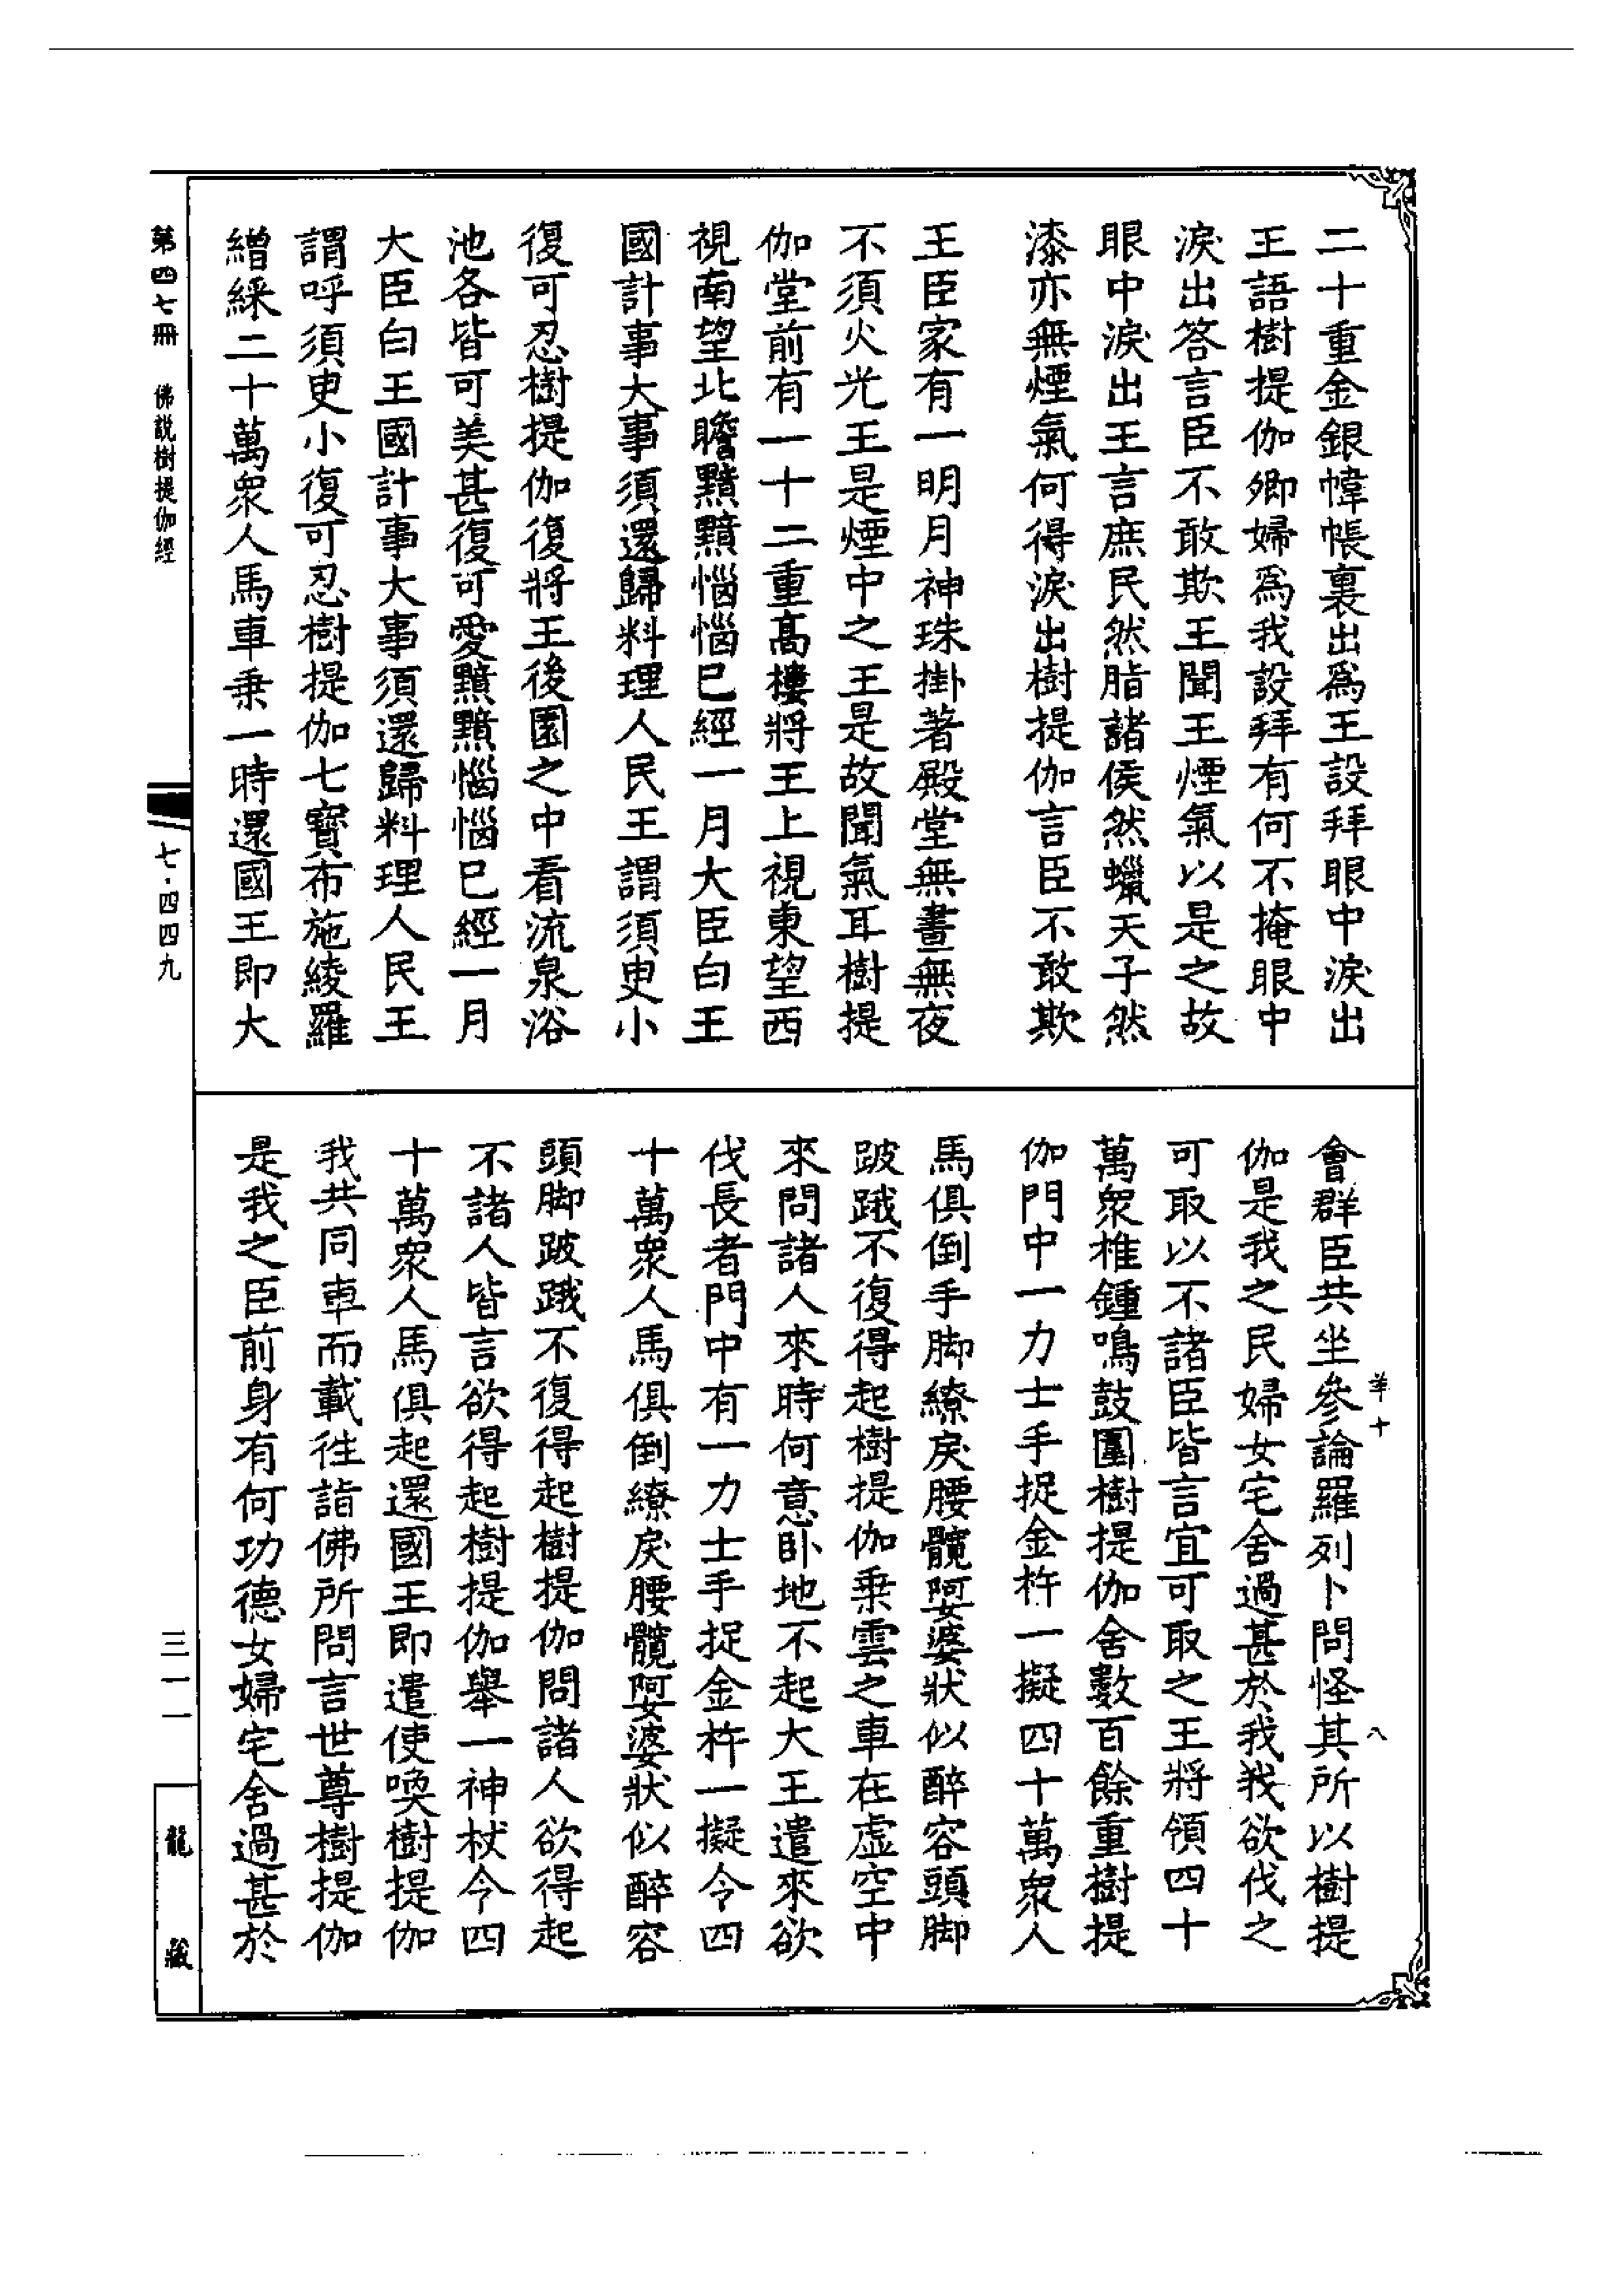 二十重金銀幃帳裏出爲王設拜眼中淚出
王語樹提伽卿婦爲我設拜有何不掩眼中
淚出答言臣不敢欺王聞王煙氣以是之故
眼中淚出王言庶民然脂諸侯然蠟天子然
漆亦無煙氣何得淚出樹提伽言臣不敢欺
王臣家有一明月神珠掛著殿堂無晝無夜
不須火光王是煙中之王是故聞氣耳樹提
伽堂前有一十二重高樓將王上視東望西
視南望北瞻黯黯惱惱已經一月大臣白王
國計事大事須還歸料理人民王謂須臾小
復可忍樹提伽復將王後園之中看流泉浴
池各皆可美甚復可愛黯黯惱惱已經一月
大臣白王國計事大事須還歸料理人民王
謂呼須臾小復可忍樹提伽七寶布施綾羅
繒綵二十萬衆人馬車乗一時還國王即大
會群臣共坐參論羅列卜問怪其所以樹提
伽是我之民婦女宅舍過甚於我我欲伐之
可取以不諸臣皆言宜可取之王將領四十
萬衆椎鍾鳴鼓圍樹提伽舍數百餘重樹提
伽門中一力士手捉金杵一擬四十萬衆人
馬俱倒手脚繚戾腰髖婀婆狀似醉容頭脚
跛跥不復得起樹提伽乗雲之車在虛空中
來問諸人來時何意卧地不起大王遣來欲
伐長者門中有一力士手捉金杵一擬令四
十萬衆人馬俱倒繚戾腰髖婀婆狀似醉容
頭脚跛跥不復得起樹提伽問諸人欲得起
不諸人皆言欲得起樹提伽舉一神杖令四
十萬衆人馬俱起還國王即遣使喚樹提伽
我共同車而載往詣佛所問言世尊樹提伽
是我之臣前身有何功德女婦宅舍過甚於
華十
八
第四七冊 佛説樹提伽經
七·四四九
三一一
龍藏